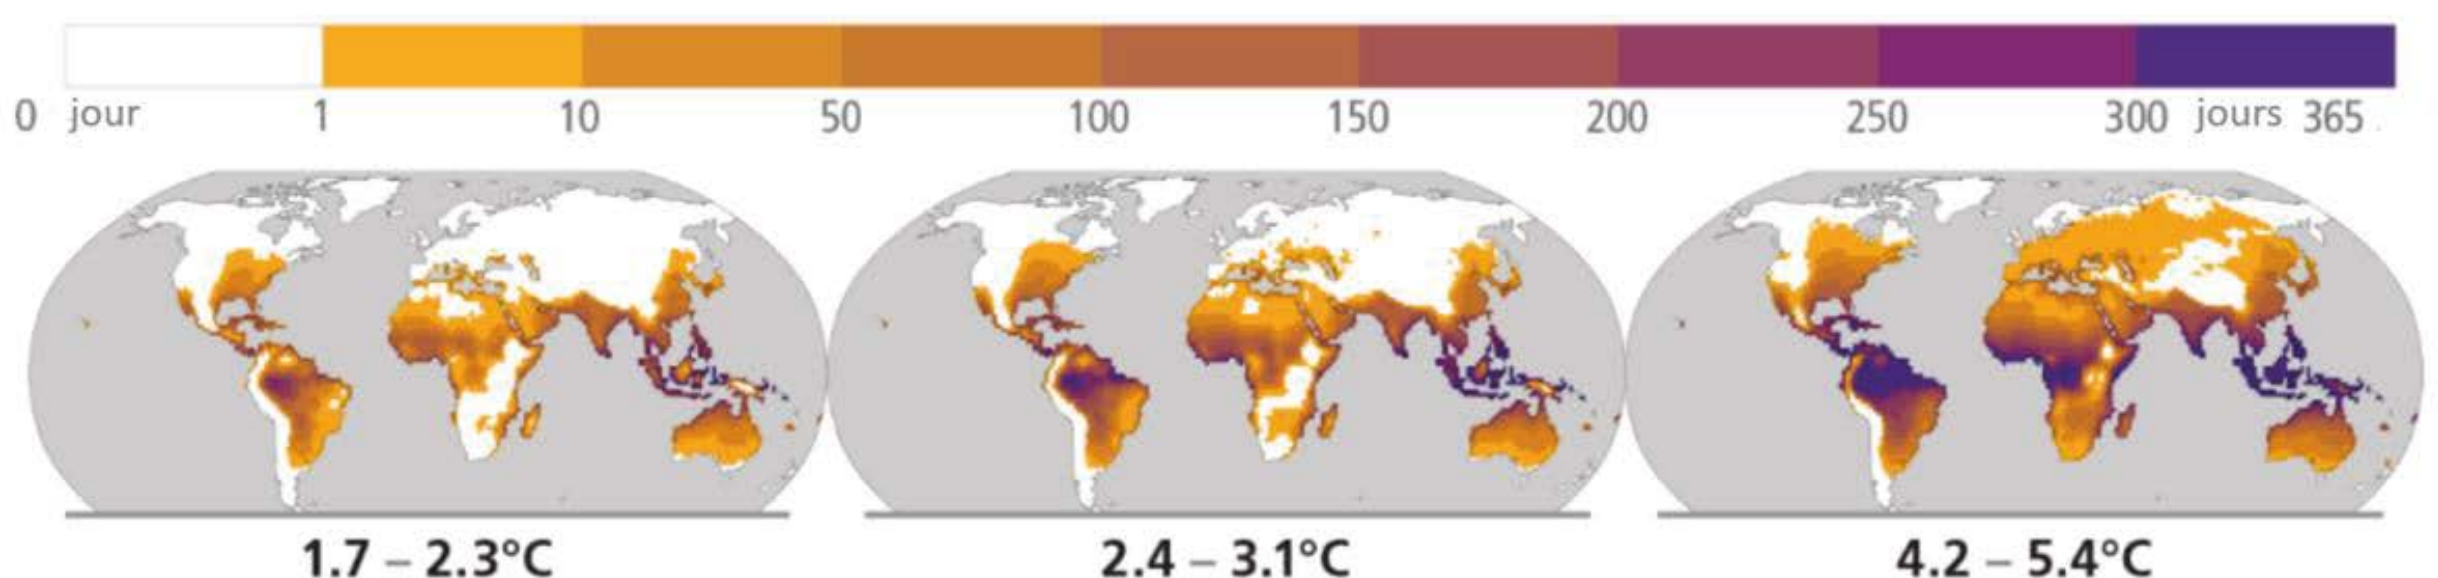 0 jour 1 10 50 100 150 200 250 300 jours 365
1.7 – 2.3°C 2.4 – 3.1°C 4.2 – 5.4°C